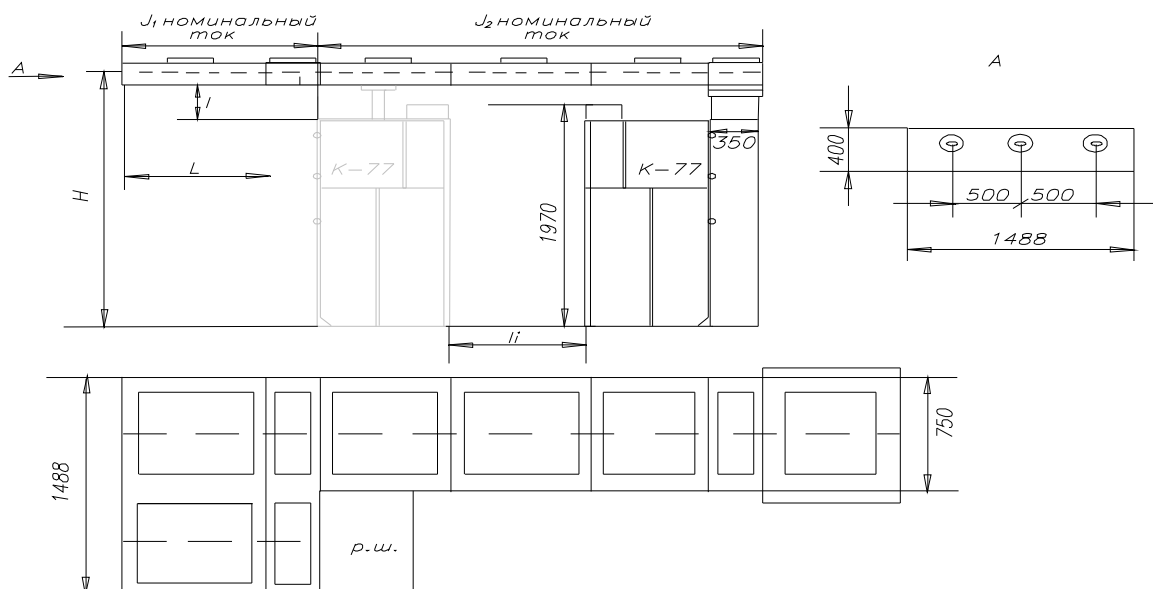 J₁ номинальный
ток
J₂ номинальный
ток
A
A
l
350
400
L
К-77
К-77
H
500
500
1970
1488
li
1488
750
р.ш.